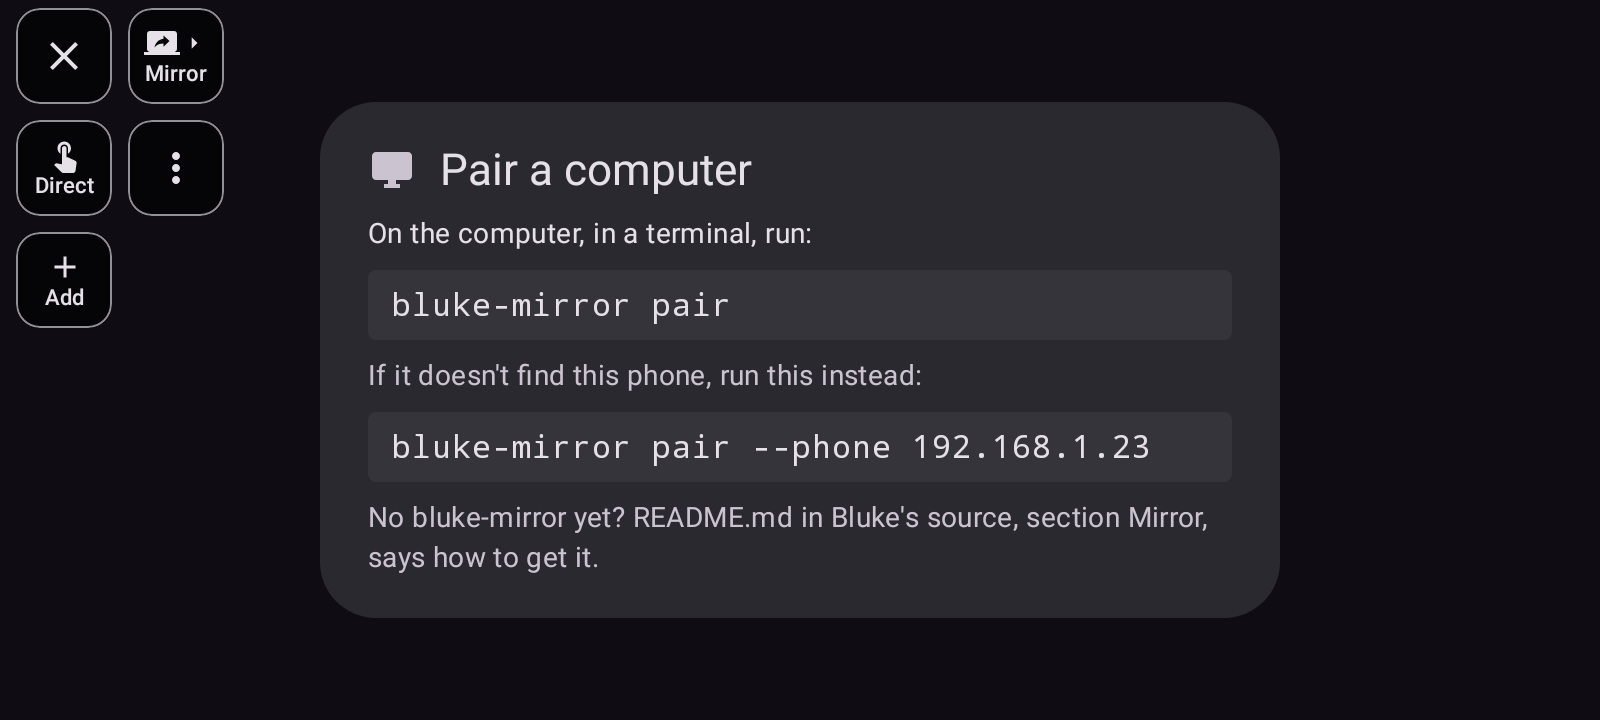 Mirror
Direct
Add
Pair a computer
On the computer, in a terminal, run:
bluke-mirror pair
If it doesn't find this phone, run this instead:
bluke-mirror pair --phone 192.168.1.23
No bluke-mirror yet? README.md in Bluke's source, section Mirror,
says how to get it.